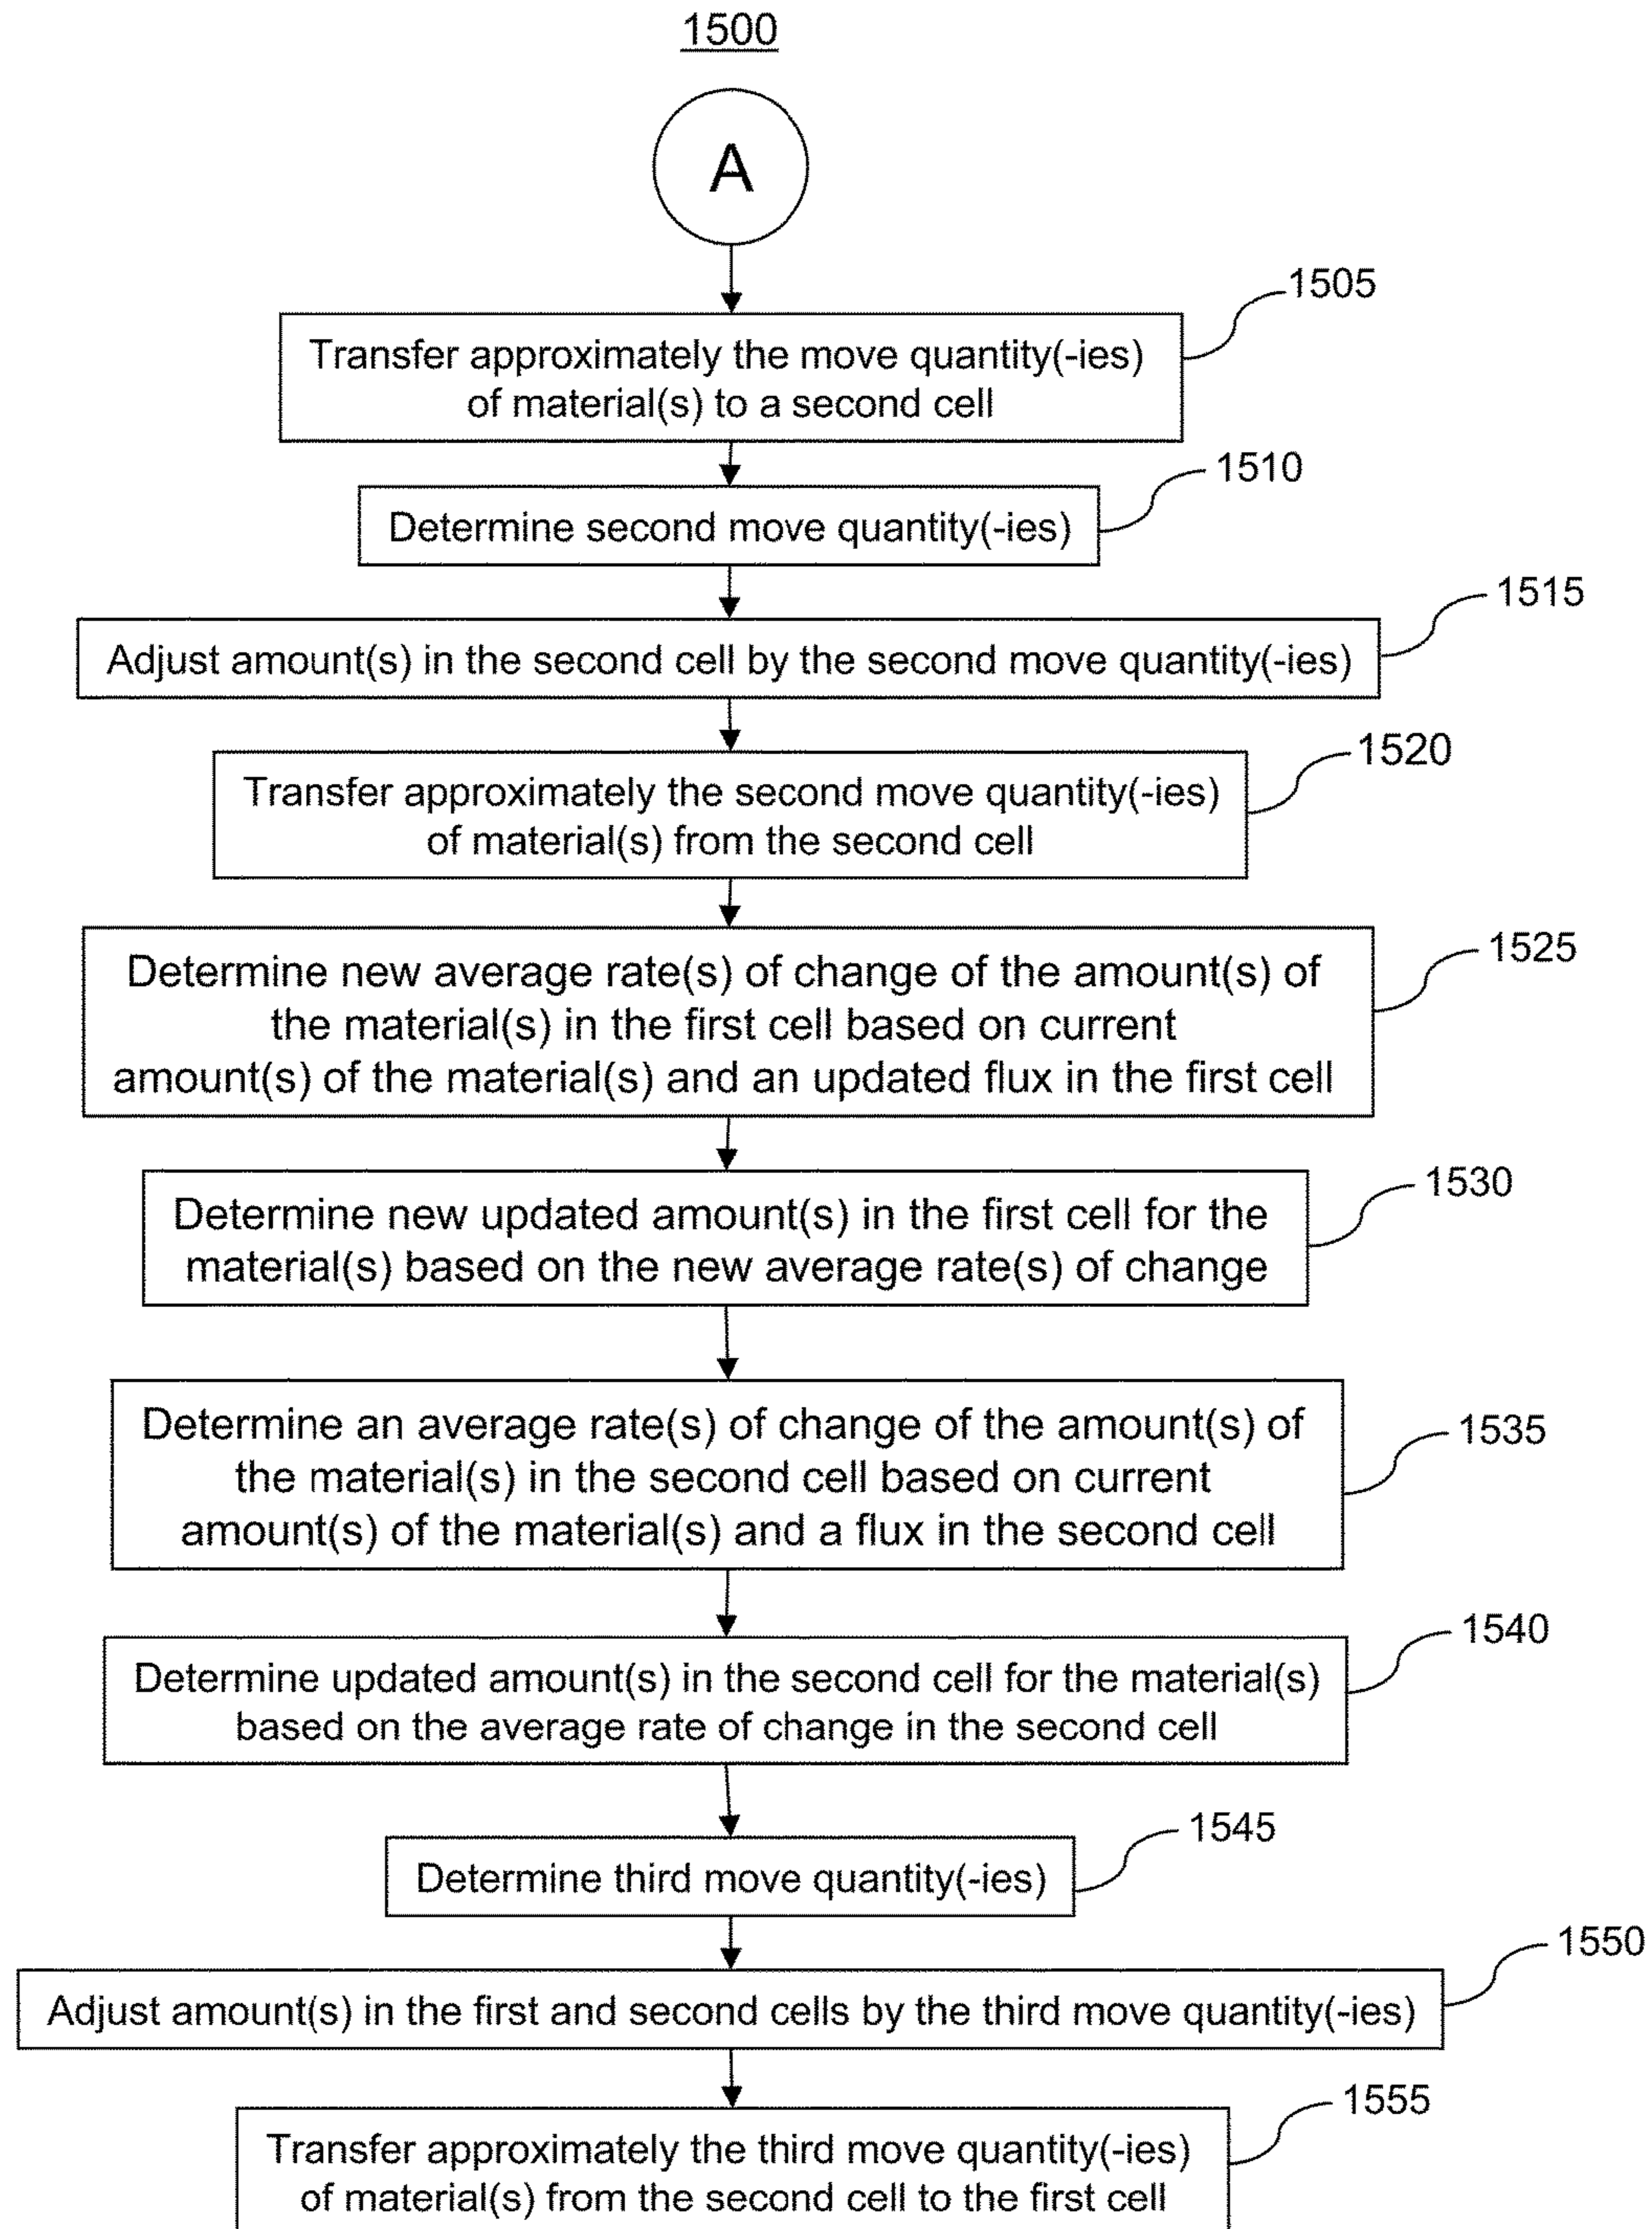 1500
A
1505
Transfer approximately the move quantity(-ies)
of material(s) to a second cell
1510
Determine second move quantity(-ies)
1515
Adjust amount(s) in the second cell by the second move quantity(-ies)
1520
Transfer approximately the second move quantity(-ies)
of material(s) from the second cell
1525
Determine new average rate(s) of change of the amount(s) of
the material(s) in the first cell based on current
amount(s) of the material(s) and an updated flux in the first cell
1530
Determine new updated amount(s) in the first cell for the
material(s) based on the new average rate(s) of change
1535
Determine an average rate(s) of change of the amount(s) of
the material(s) in the second cell based on current
amount(s) of the material(s) and a flux in the second cell
1540
Determine updated amount(s) in the second cell for the material(s)
based on the average rate of change in the second cell
1545
Determine third move quantity(-ies)
1550
Adjust amount(s) in the first and second cells by the third move quantity(-ies)
1555
Transfer approximately the third move quantity(-ies)
of material(s) from the second cell to the first cell